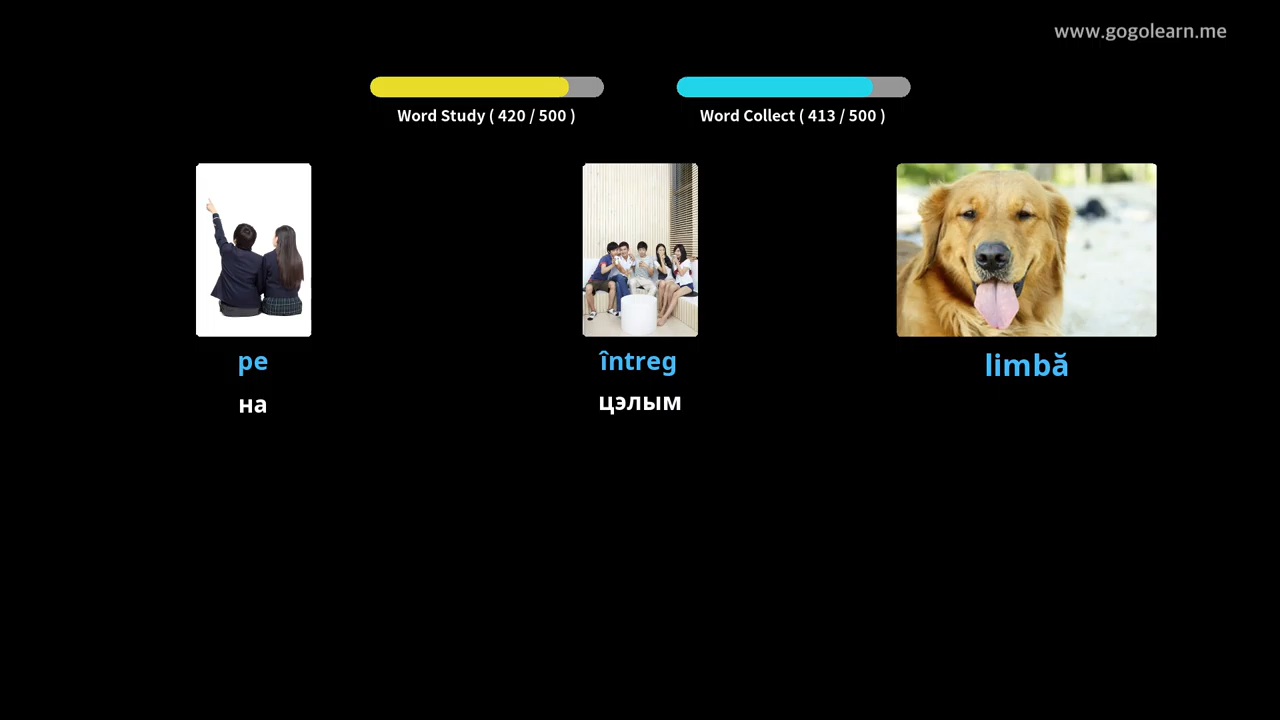 www.gogolearn.me
Word Study ( 420 / 500 )
Word Collect ( 413 / 500 )
pe
întreg
limbă
на
цэлым